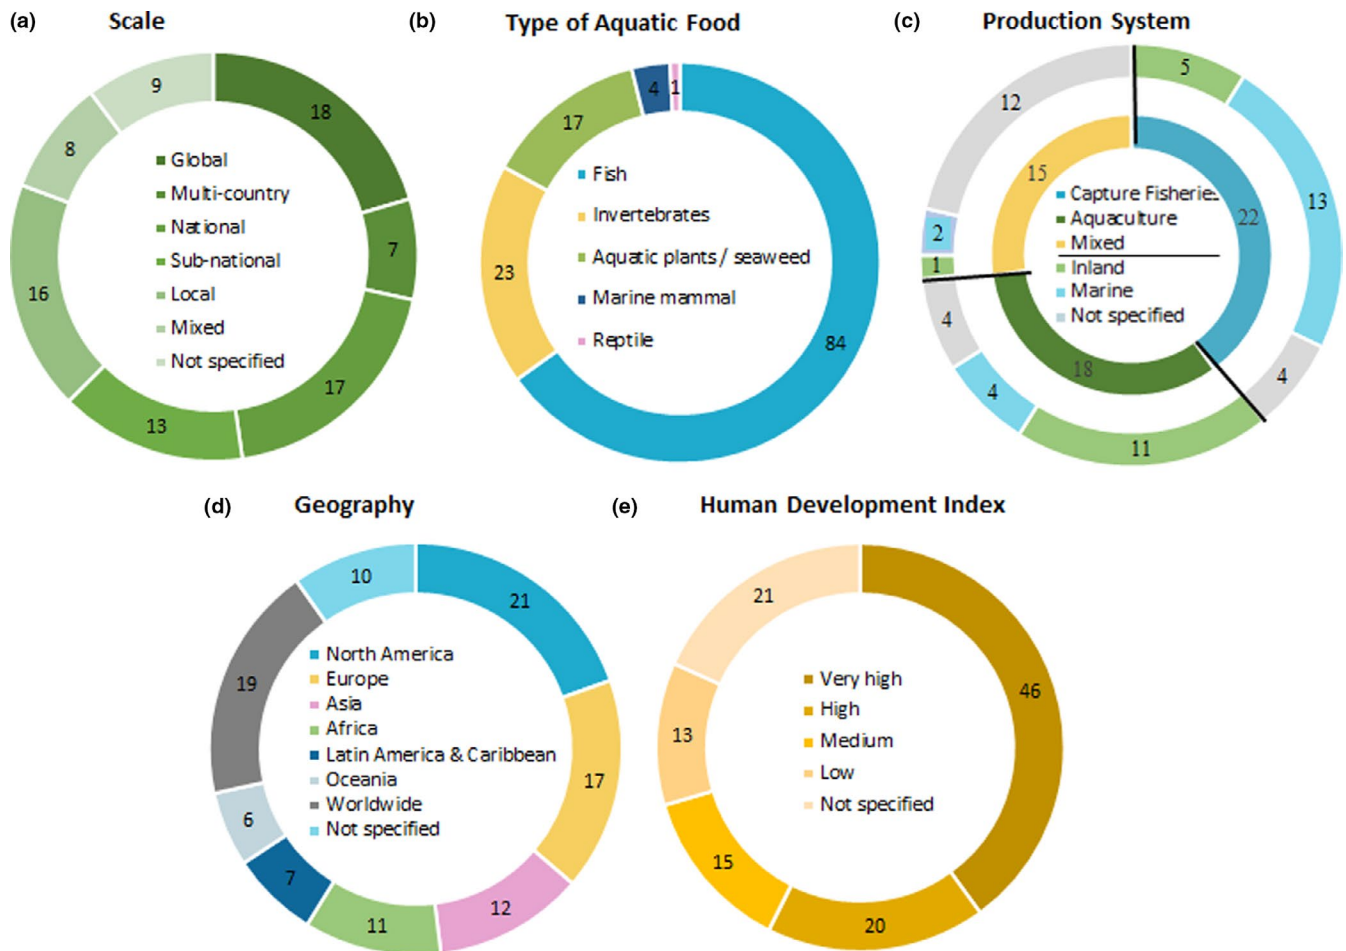 (a) Scale
18
7
17
13
16
8
9
Global
Multi-country
National
Sub-national
Local
Mixed
Not specified
(b) Type of Aquatic Food
84
23
17
4
1
Fish
Invertebrates
Aquatic plants / seaweed
Marine mammal
Reptile
(c) Production System
5
13
4
11
4
4
1
2
12
22
18
15
Capture Fisheries
Aquaculture
Mixed
Inland
Marine
Not specified
(d) Geography
21
17
12
11
7
6
19
10
North America
Europe
Asia
Africa
Latin America & Caribbean
Oceania
Worldwide
Not specified
(e) Human Development Index
46
20
15
13
21
Very high
High
Medium
Low
Not specified